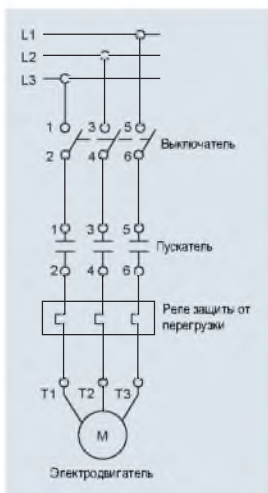 L1
L2
L3
1 3 5
2 4 6
Выключатель
1 3 5
Пускатель
2 4 6
Реле защиты от
перегрузки
T1 T2 T3
M
Электродвигатель